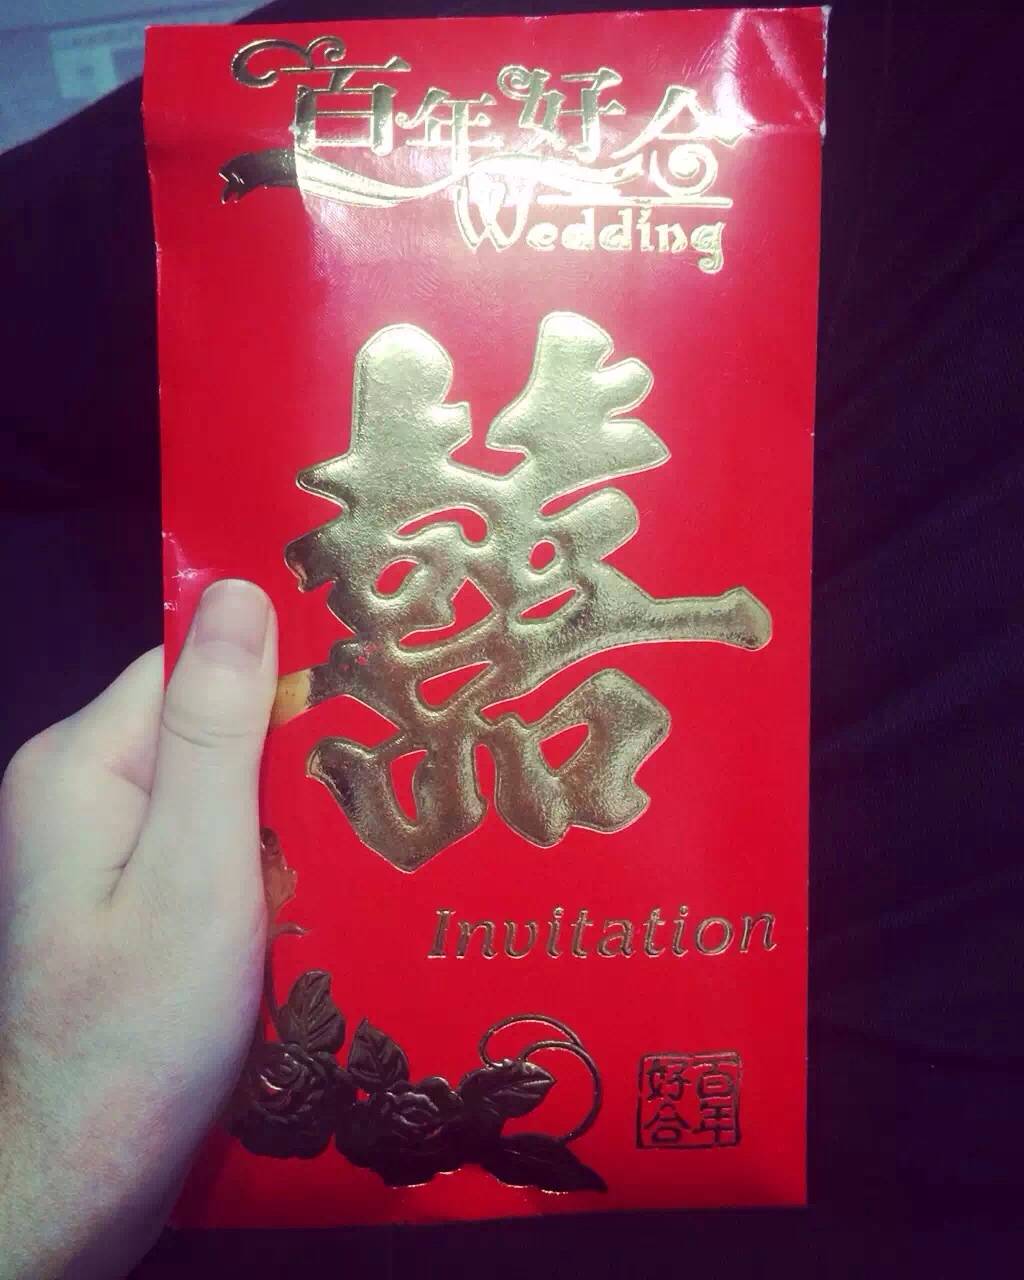 百年好合
Wedding
囍
Invitation
百年
好合